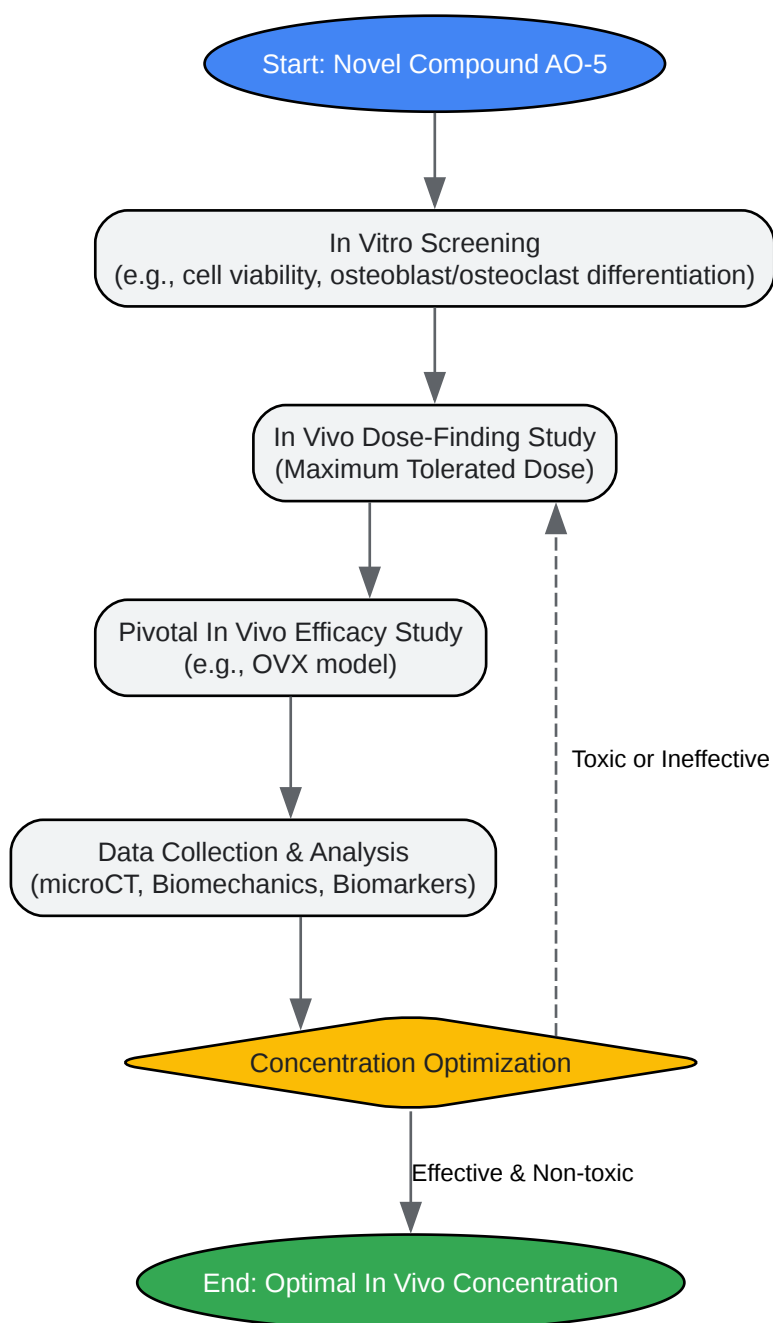 Start: Novel Compound AO-5
In Vitro Screening
(e.g., cell viability, osteoblast/osteoclast differentiation)
In Vivo Dose-Finding Study
(Maximum Tolerated Dose)
Pivotal In Vivo Efficacy Study
(e.g., OVX model)
Toxic or Ineffective
Data Collection & Analysis
(microCT, Biomechanics, Biomarkers)
Concentration Optimization
Effective & Non-toxic
End: Optimal In Vivo Concentration